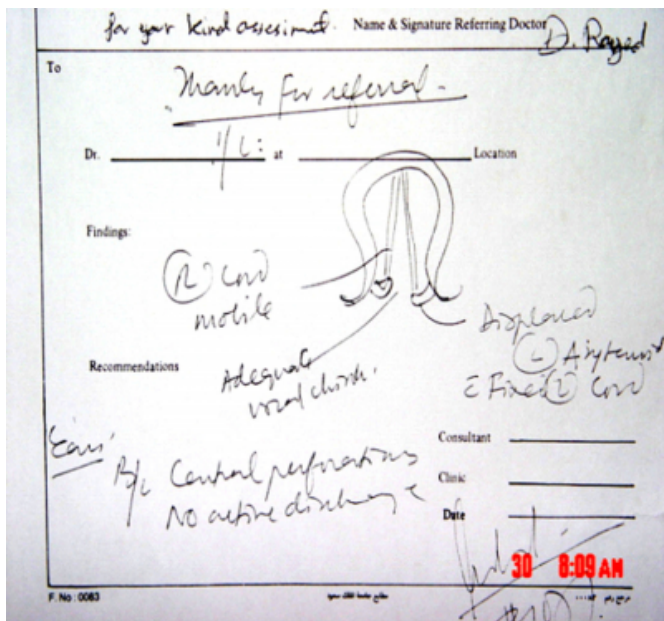 for your kind assesiment. Name & Signature Referring Doctor D. Rayed
To
Thanks for referral -
Dr. at Location
I/L:
Findings:
(R) Cord
mobile
Displaced
(L) Arytenoid
Recommendations
Adequate
c̄ Fixed (L) Cord
vocal chink.
Ears
Consultant
B/L Central perforations
Clinic
No active discharge
Date
30 8:09 AM
F. No : 0083